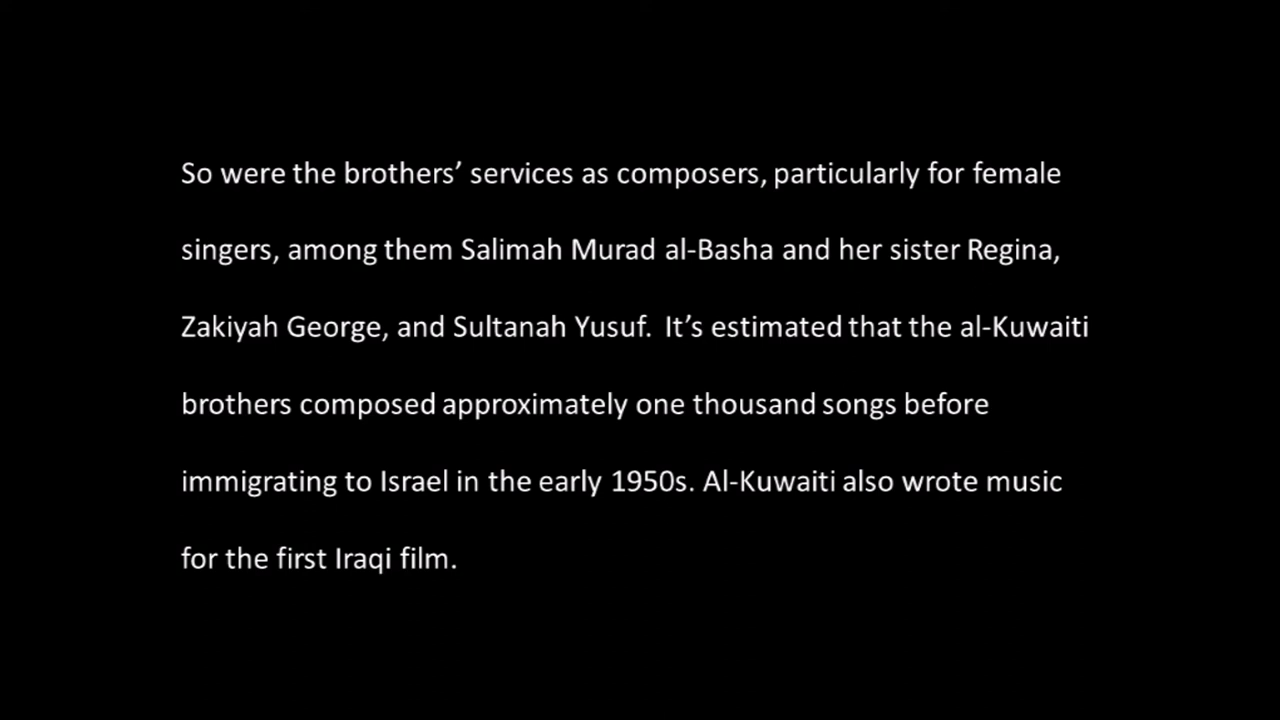 So were the brothers’ services as composers, particularly for female
singers, among them Salimah Murad al-Basha and her sister Regina,
Zakiyah George, and Sultanah Yusuf.  It’s estimated that the al-Kuwaiti
brothers composed approximately one thousand songs before
immigrating to Israel in the early 1950s. Al-Kuwaiti also wrote music
for the first Iraqi film.